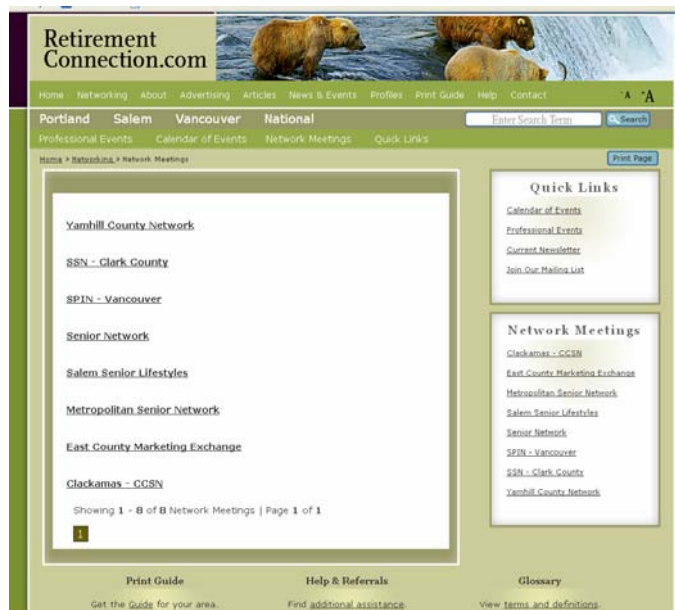 Retirement
Connection.com
Home Networking About Advertising Articles News & Events Profiles Print Guide Help Contact -A +A
Portland Salem Vancouver National Enter Search Term Search
Professional Events Calendar of Events Network Meetings Quick Links
Home > Networking > Network Meetings Print Page
Yamhill County Network
SSN - Clark County
SPIN - Vancouver
Senior Network
Salem Senior Lifestyles
Metropolitan Senior Network
East County Marketing Exchange
Clackamas - CCSN
Showing 1 - 8 of 8 Network Meetings | Page 1 of 1
1
Quick Links
Calendar of Events
Professional Events
Current Newsletter
Join Our Mailing List
Network Meetings
Clackamas - CCSN
East County Marketing Exchange
Metropolitan Senior Network
Salem Senior Lifestyles
Senior Network
SPIN - Vancouver
SSN - Clark County
Yamhill County Network
Print Guide Help & Referrals Glossary
Get the Guide for your area. Find additional assistance. View terms and definitions.